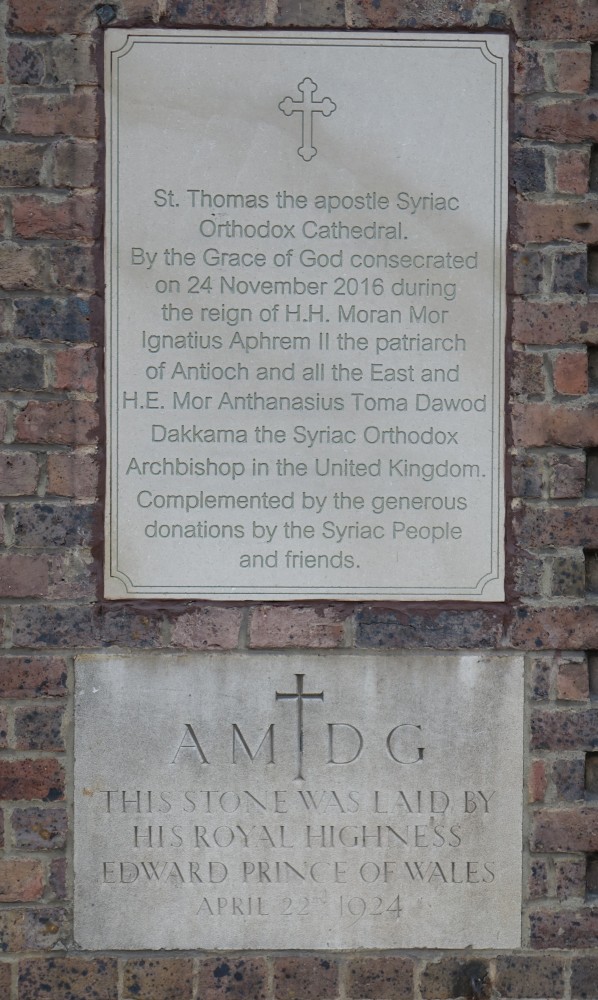 St. Thomas the apostle Syriac
Orthodox Cathedral.
By the Grace of God consecrated
on 24 November 2016 during
the reign of H.H. Moran Mor
Ignatius Aphrem II the patriarch
of Antioch and all the East and
H.E. Mor Anthanasius Toma Dawod
Dakkama the Syriac Orthodox
Archbishop in the United Kingdom.
Complemented by the generous
donations by the Syriac People
and friends.
A M D G
THIS STONE WAS LAID BY
HIS ROYAL HIGHNESS
EDWARD PRINCE OF WALES
APRIL 22ND 1924